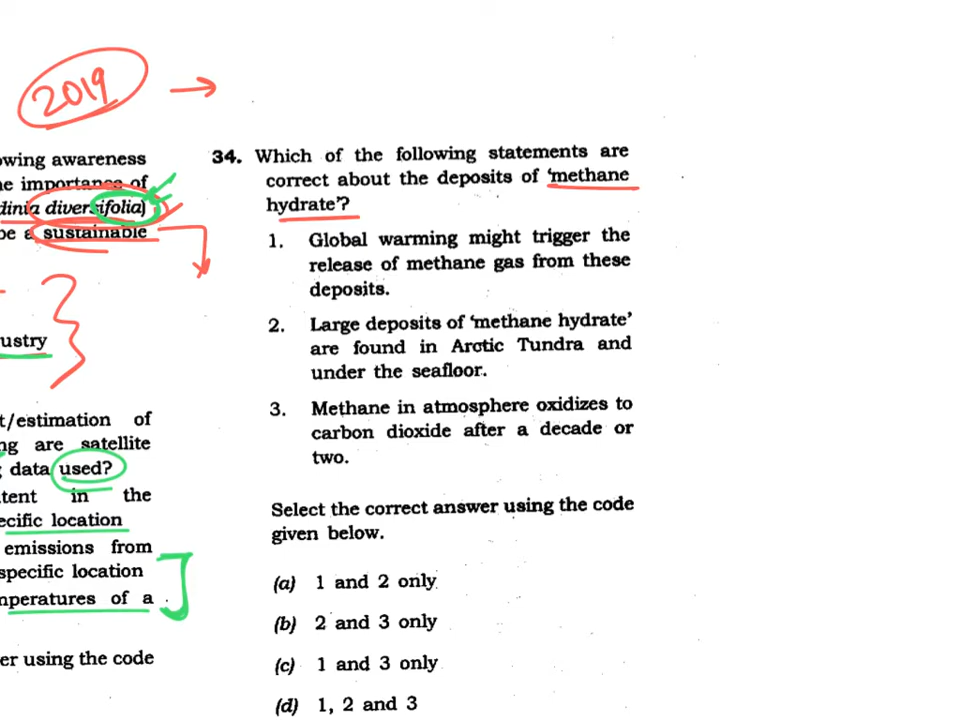 2019 →
owing awareness
he importance of
dinia diversifolia)
be a sustainable
ustry
t/estimation of
ng are satellite
g data used?
tent in the
ecific location
emissions from
specific location
mperatures of a
er using the code
34. Which of the following statements are
correct about the deposits of ‘methane
hydrate’?
1. Global warming might trigger the
release of methane gas from these
deposits.
2. Large deposits of ‘methane hydrate’
are found in Arctic Tundra and
under the seafloor.
3. Methane in atmosphere oxidizes to
carbon dioxide after a decade or
two.
Select the correct answer using the code
given below.
(a) 1 and 2 only
(b) 2 and 3 only
(c) 1 and 3 only
(d) 1, 2 and 3